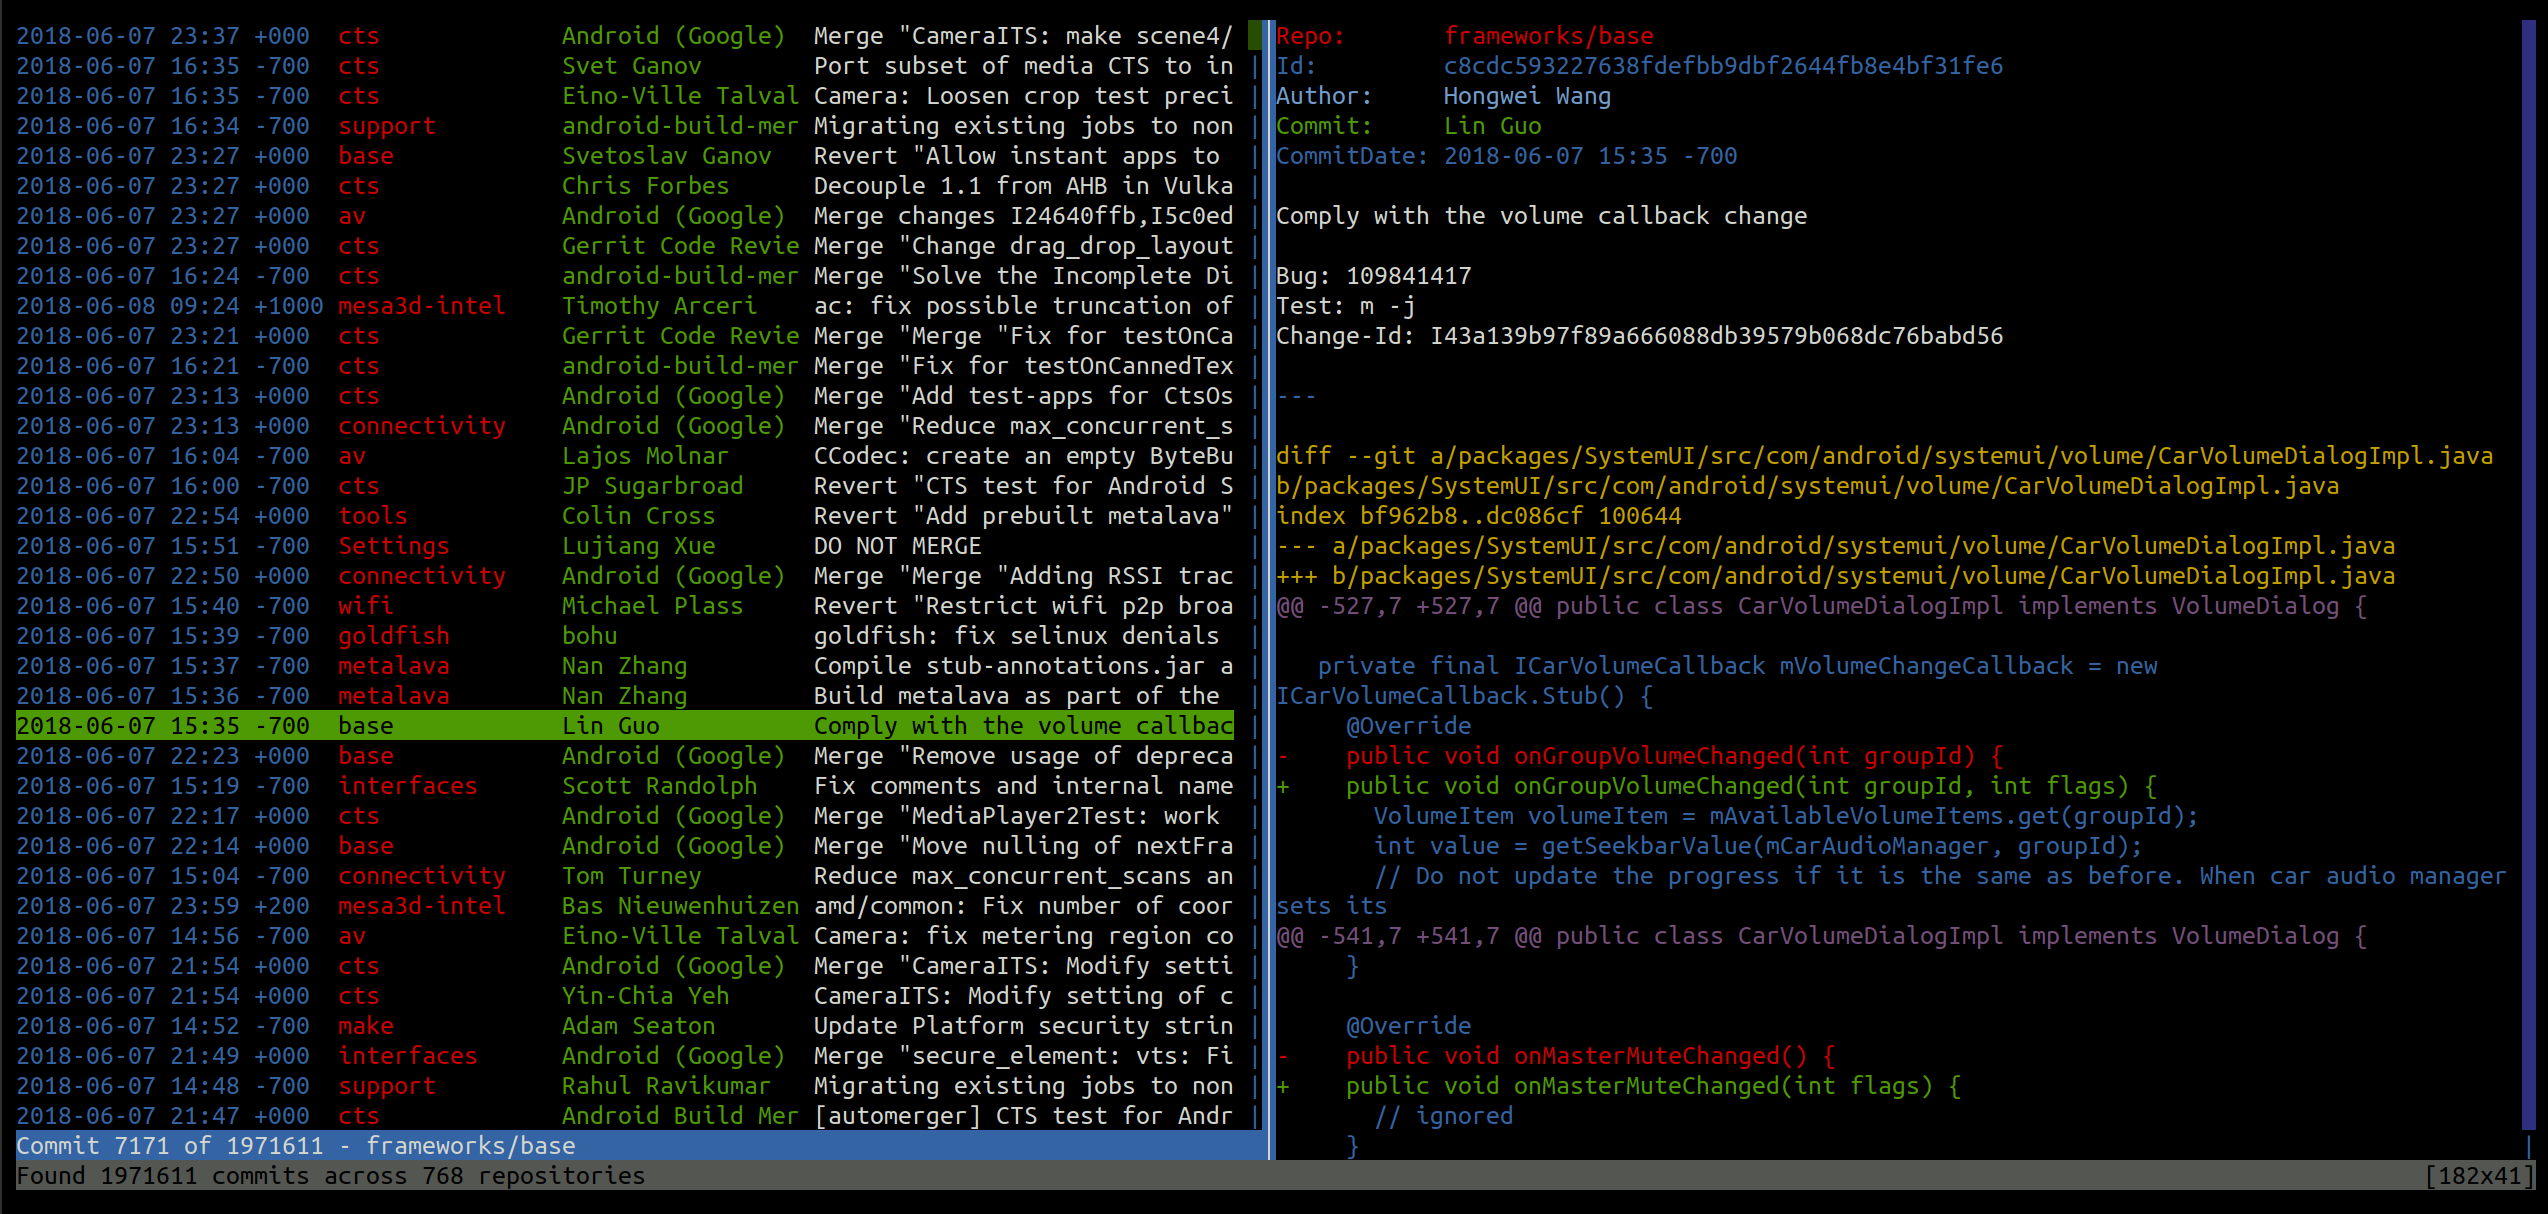 2018-06-07 23:37 +000 cts Android (Google) Merge "CameraITS: make scene4/
2018-06-07 16:35 -700 cts Svet Ganov Port subset of media CTS to in
2018-06-07 16:35 -700 cts Eino-Ville Talval Camera: Loosen crop test preci
2018-06-07 16:34 -700 support android-build-mer Migrating existing jobs to non
2018-06-07 23:27 +000 base Svetoslav Ganov Revert "Allow instant apps to
2018-06-07 23:27 +000 cts Chris Forbes Decouple 1.1 from AHB in Vulka
2018-06-07 23:27 +000 av Android (Google) Merge changes I24640ffb,I5c0ed
2018-06-07 23:27 +000 cts Gerrit Code Revie Merge "Change drag_drop_layout
2018-06-07 16:24 -700 cts android-build-mer Merge "Solve the Incomplete Di
2018-06-08 09:24 +1000 mesa3d-intel Timothy Arceri ac: fix possible truncation of
2018-06-07 23:21 +000 cts Gerrit Code Revie Merge "Merge "Fix for testOnCa
2018-06-07 16:21 -700 cts android-build-mer Merge "Fix for testOnCannedTex
2018-06-07 23:13 +000 cts Android (Google) Merge "Add test-apps for CtsOs
2018-06-07 23:13 +000 connectivity Android (Google) Merge "Reduce max_concurrent_s
2018-06-07 16:04 -700 av Lajos Molnar CCodec: create an empty ByteBu
2018-06-07 16:00 -700 cts JP Sugarbroad Revert "CTS test for Android S
2018-06-07 22:54 +000 tools Colin Cross Revert "Add prebuilt metalava"
2018-06-07 15:51 -700 Settings Lujiang Xue DO NOT MERGE
2018-06-07 22:50 +000 connectivity Android (Google) Merge "Merge "Adding RSSI trac
2018-06-07 15:40 -700 wifi Michael Plass Revert "Restrict wifi p2p broa
2018-06-07 15:39 -700 goldfish bohu goldfish: fix selinux denials
2018-06-07 15:37 -700 metalava Nan Zhang Compile stub-annotations.jar a
2018-06-07 15:36 -700 metalava Nan Zhang Build metalava as part of the
2018-06-07 15:35 -700 base Lin Guo Comply with the volume callbac
2018-06-07 22:23 +000 base Android (Google) Merge "Remove usage of depreca
2018-06-07 15:19 -700 interfaces Scott Randolph Fix comments and internal name
2018-06-07 22:17 +000 cts Android (Google) Merge "MediaPlayer2Test: work
2018-06-07 22:14 +000 base Android (Google) Merge "Move nulling of nextFra
2018-06-07 15:04 -700 connectivity Tom Turney Reduce max_concurrent_scans an
2018-06-07 23:59 +200 mesa3d-intel Bas Nieuwenhuizen amd/common: Fix number of coor
2018-06-07 14:56 -700 av Eino-Ville Talval Camera: fix metering region co
2018-06-07 21:54 +000 cts Android (Google) Merge "CameraITS: Modify setti
2018-06-07 21:54 +000 cts Yin-Chia Yeh CameraITS: Modify setting of c
2018-06-07 14:52 -700 make Adam Seaton Update Platform security strin
2018-06-07 21:49 +000 interfaces Android (Google) Merge "secure_element: vts: Fi
2018-06-07 14:48 -700 support Rahul Ravikumar Migrating existing jobs to non
2018-06-07 21:47 +000 cts Android Build Mer [automerger] CTS test for Andr
Commit 7171 of 1971611 - frameworks/base
Repo: frameworks/base
Id: c8cdc593227638fdefbb9dbf2644fb8e4bf31fe6
Author: Hongwei Wang
Commit: Lin Guo
CommitDate: 2018-06-07 15:35 -700
Comply with the volume callback change
Bug: 109841417
Test: m -j
Change-Id: I43a139b97f89a666088db39579b068dc76babd56
---
diff --git a/packages/SystemUI/src/com/android/systemui/volume/CarVolumeDialogImpl.java
b/packages/SystemUI/src/com/android/systemui/volume/CarVolumeDialogImpl.java
index bf962b8..dc086cf 100644
--- a/packages/SystemUI/src/com/android/systemui/volume/CarVolumeDialogImpl.java
+++ b/packages/SystemUI/src/com/android/systemui/volume/CarVolumeDialogImpl.java
@@ -527,7 +527,7 @@ public class CarVolumeDialogImpl implements VolumeDialog {
private final ICarVolumeCallback mVolumeChangeCallback = new
ICarVolumeCallback.Stub() {
@Override
- public void onGroupVolumeChanged(int groupId) {
+ public void onGroupVolumeChanged(int groupId, int flags) {
VolumeItem volumeItem = mAvailableVolumeItems.get(groupId);
int value = getSeekbarValue(mCarAudioManager, groupId);
// Do not update the progress if it is the same as before. When car audio manager
sets its
@@ -541,7 +541,7 @@ public class CarVolumeDialogImpl implements VolumeDialog {
}
@Override
- public void onMasterMuteChanged() {
+ public void onMasterMuteChanged(int flags) {
// ignored
}
Found 1971611 commits across 768 repositories [182x41]